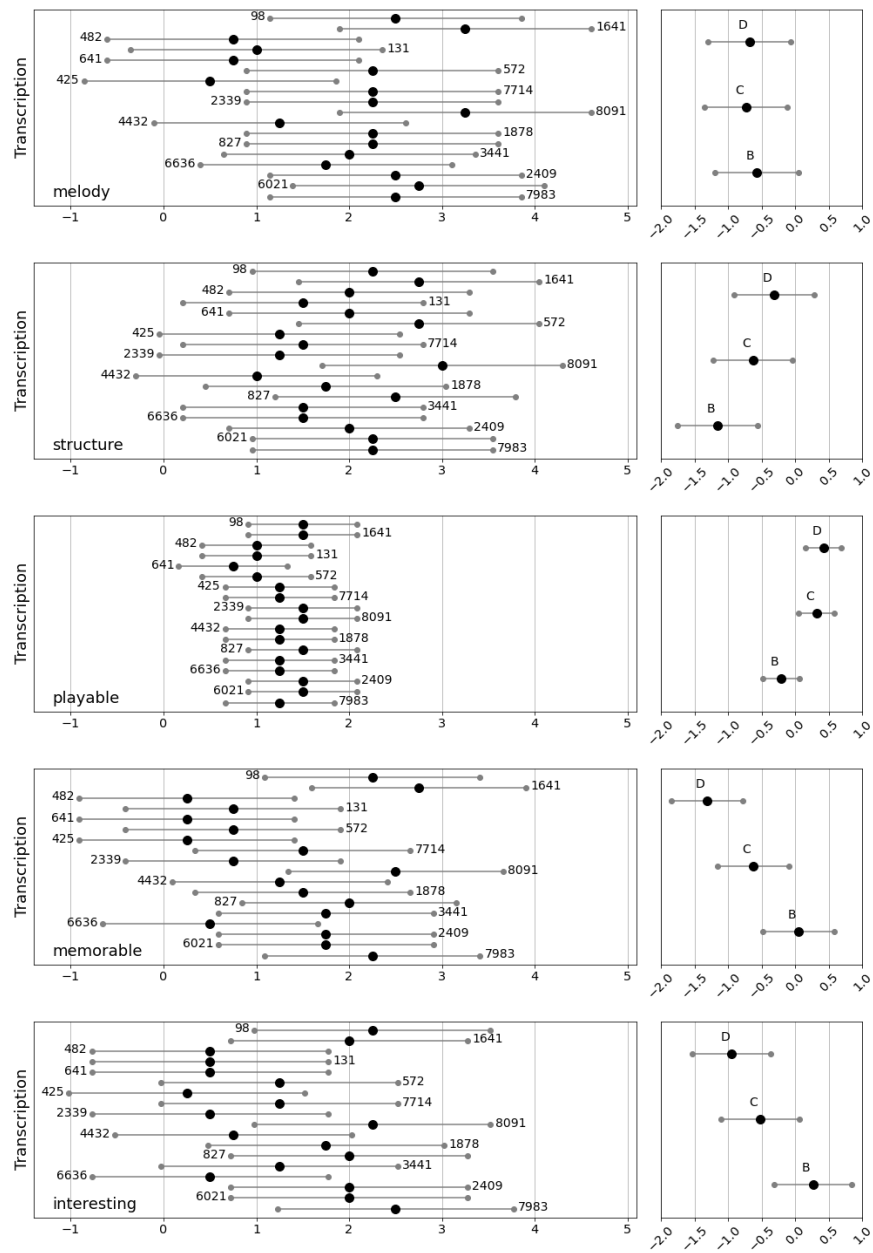 98
1641
482
131
641
572
425
7714
2339
8091
4432
1878
827
3441
6636
2409
6021
7983
Transcription
melody
−1 0 1 2 3 4 5
D
C
B
−2.0 −1.5 −1.0 −0.5 0.0 0.5 1.0
98
1641
482
131
641
572
425
7714
2339
8091
4432
1878
827
3441
6636
2409
6021
7983
Transcription
structure
−1 0 1 2 3 4 5
D
C
B
−2.0 −1.5 −1.0 −0.5 0.0 0.5 1.0
98
1641
482
131
641
572
425
7714
2339
8091
4432
1878
827
3441
6636
2409
6021
7983
Transcription
playable
−1 0 1 2 3 4 5
D
C
B
−2.0 −1.5 −1.0 −0.5 0.0 0.5 1.0
98
1641
482
131
641
572
425
7714
2339
8091
4432
1878
827
3441
6636
2409
6021
7983
Transcription
memorable
−1 0 1 2 3 4 5
D
C
B
−2.0 −1.5 −1.0 −0.5 0.0 0.5 1.0
98
1641
482
131
641
572
425
7714
2339
8091
4432
1878
827
3441
6636
2409
6021
7983
Transcription
interesting
−1 0 1 2 3 4 5
D
C
B
−2.0 −1.5 −1.0 −0.5 0.0 0.5 1.0